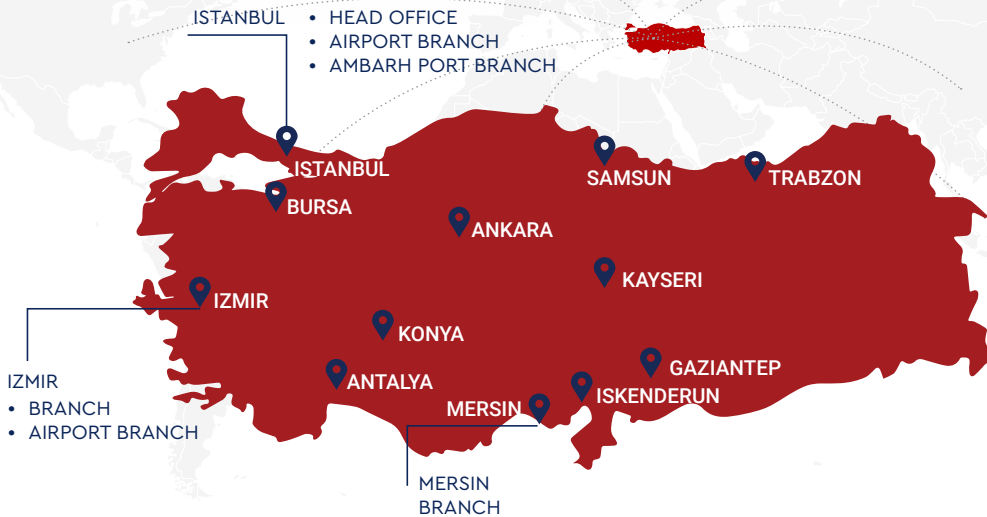 ISTANBUL
• HEAD OFFICE
• AIRPORT BRANCH
• AMBARH PORT BRANCH
ISTANBUL
BURSA
SAMSUN
TRABZON
ANKARA
KAYSERI
IZMIR
KONYA
ANTALYA
GAZIANTEP
ISKENDERUN
MERSIN
IZMIR
• BRANCH
• AIRPORT BRANCH
MERSIN
BRANCH